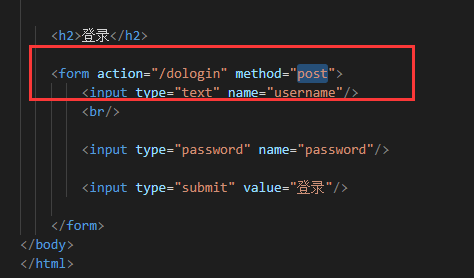 <h2>登录</h2>
<form action="/dologin" method="post">
<input type="text" name="username"/>
<br/>
<input type="password" name="password"/>
<input type="submit" value="登录"/>
</form>
</body>
</html>